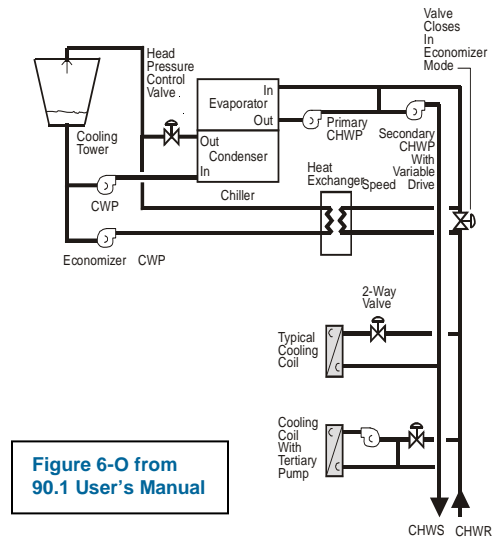 Valve
Closes
In
Economizer
Mode
Head
Pressure
Control
Valve .
In
Evaporator
Out
Cooling
Tower
Primary
CHWP
Secondary
CHWP
With
Variable
Speed Drive
Out
Condenser
In
Chiller
Heat
Exchanger
CWP
Economizer CWP
2-Way
Valve
Typical
Cooling
Coil
C
C
Cooling
Coil
With
Tertiary
Pump
C
C
Figure 6-O from
90.1 User's Manual
CHWS CHWR